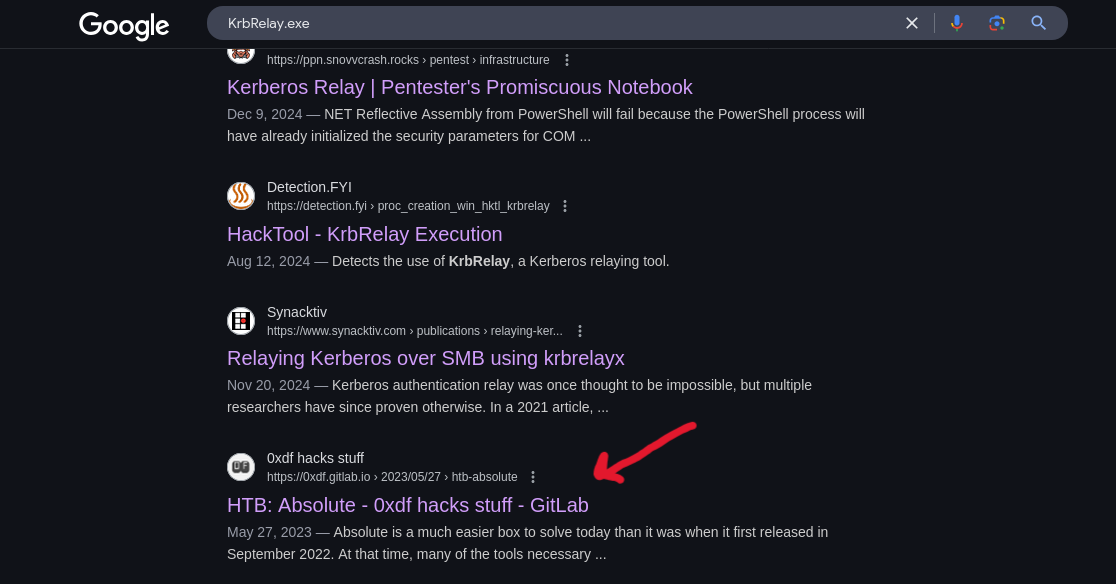 Google
KrbRelay.exe
https://ppn.snovvcrash.rocks › pentest › infrastructure
Kerberos Relay | Pentester's Promiscuous Notebook
Dec 9, 2024 — NET Reflective Assembly from PowerShell will fail because the PowerShell process will
have already initialized the security parameters for COM ...
Detection.FYI
https://detection.fyi › proc_creation_win_hktl_krbrelay
HackTool - KrbRelay Execution
Aug 12, 2024 — Detects the use of KrbRelay, a Kerberos relaying tool.
Synacktiv
https://www.synacktiv.com › publications › relaying-ker...
Relaying Kerberos over SMB using krbrelayx
Nov 20, 2024 — Kerberos authentication relay was once thought to be impossible, but multiple
researchers have since proven otherwise. In a 2021 article, ...
0xdf hacks stuff
https://0xdf.gitlab.io › 2023/05/27 › htb-absolute
HTB: Absolute - 0xdf hacks stuff - GitLab
May 27, 2023 — Absolute is a much easier box to solve today than it was when it first released in
September 2022. At that time, many of the tools necessary ...